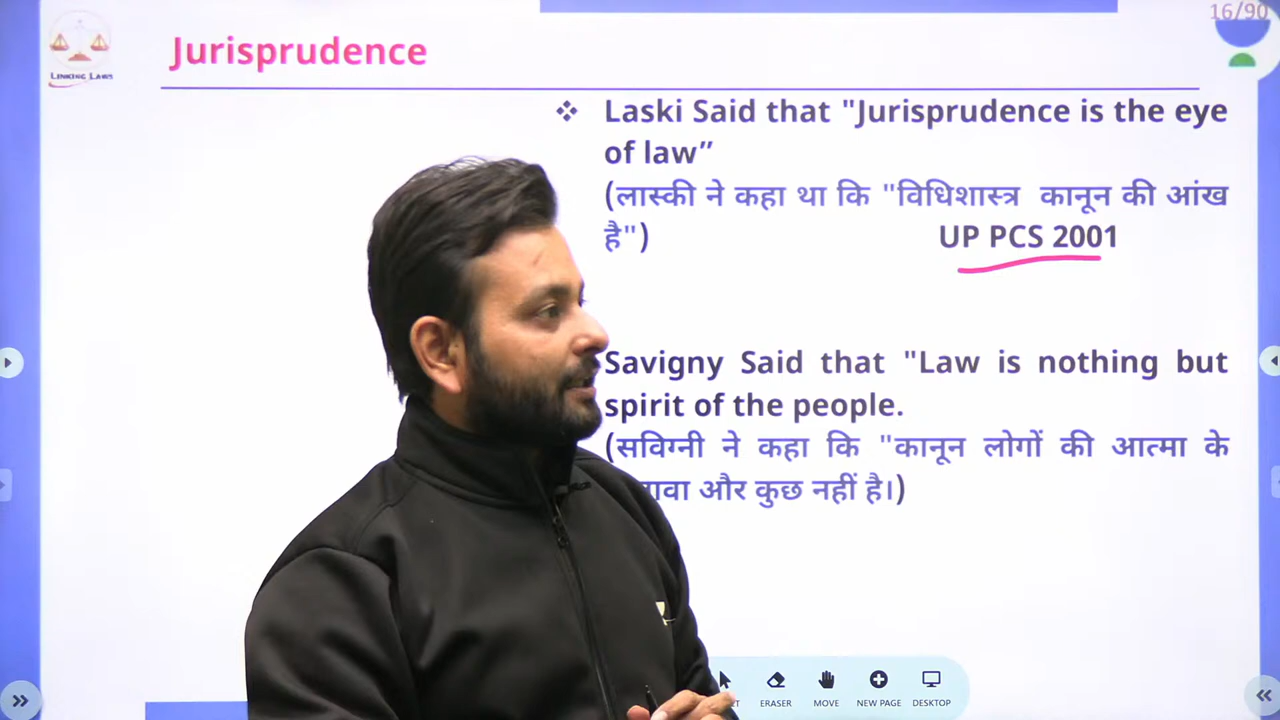 16/90
LINKING LAWS
Jurisprudence
❖ Laski Said that "Jurisprudence is the eye
of law”
(लास्की ने कहा था कि "विधिशास्त्र कानून की आंख
है")
UP PCS 2001
Savigny Said that "Law is nothing but
spirit of the people.
(सविग्नी ने कहा कि "कानून लोगों की आत्मा के
और कुछ नहीं है।)
ERASER
MOVE
NEW PAGE
DESKTOP